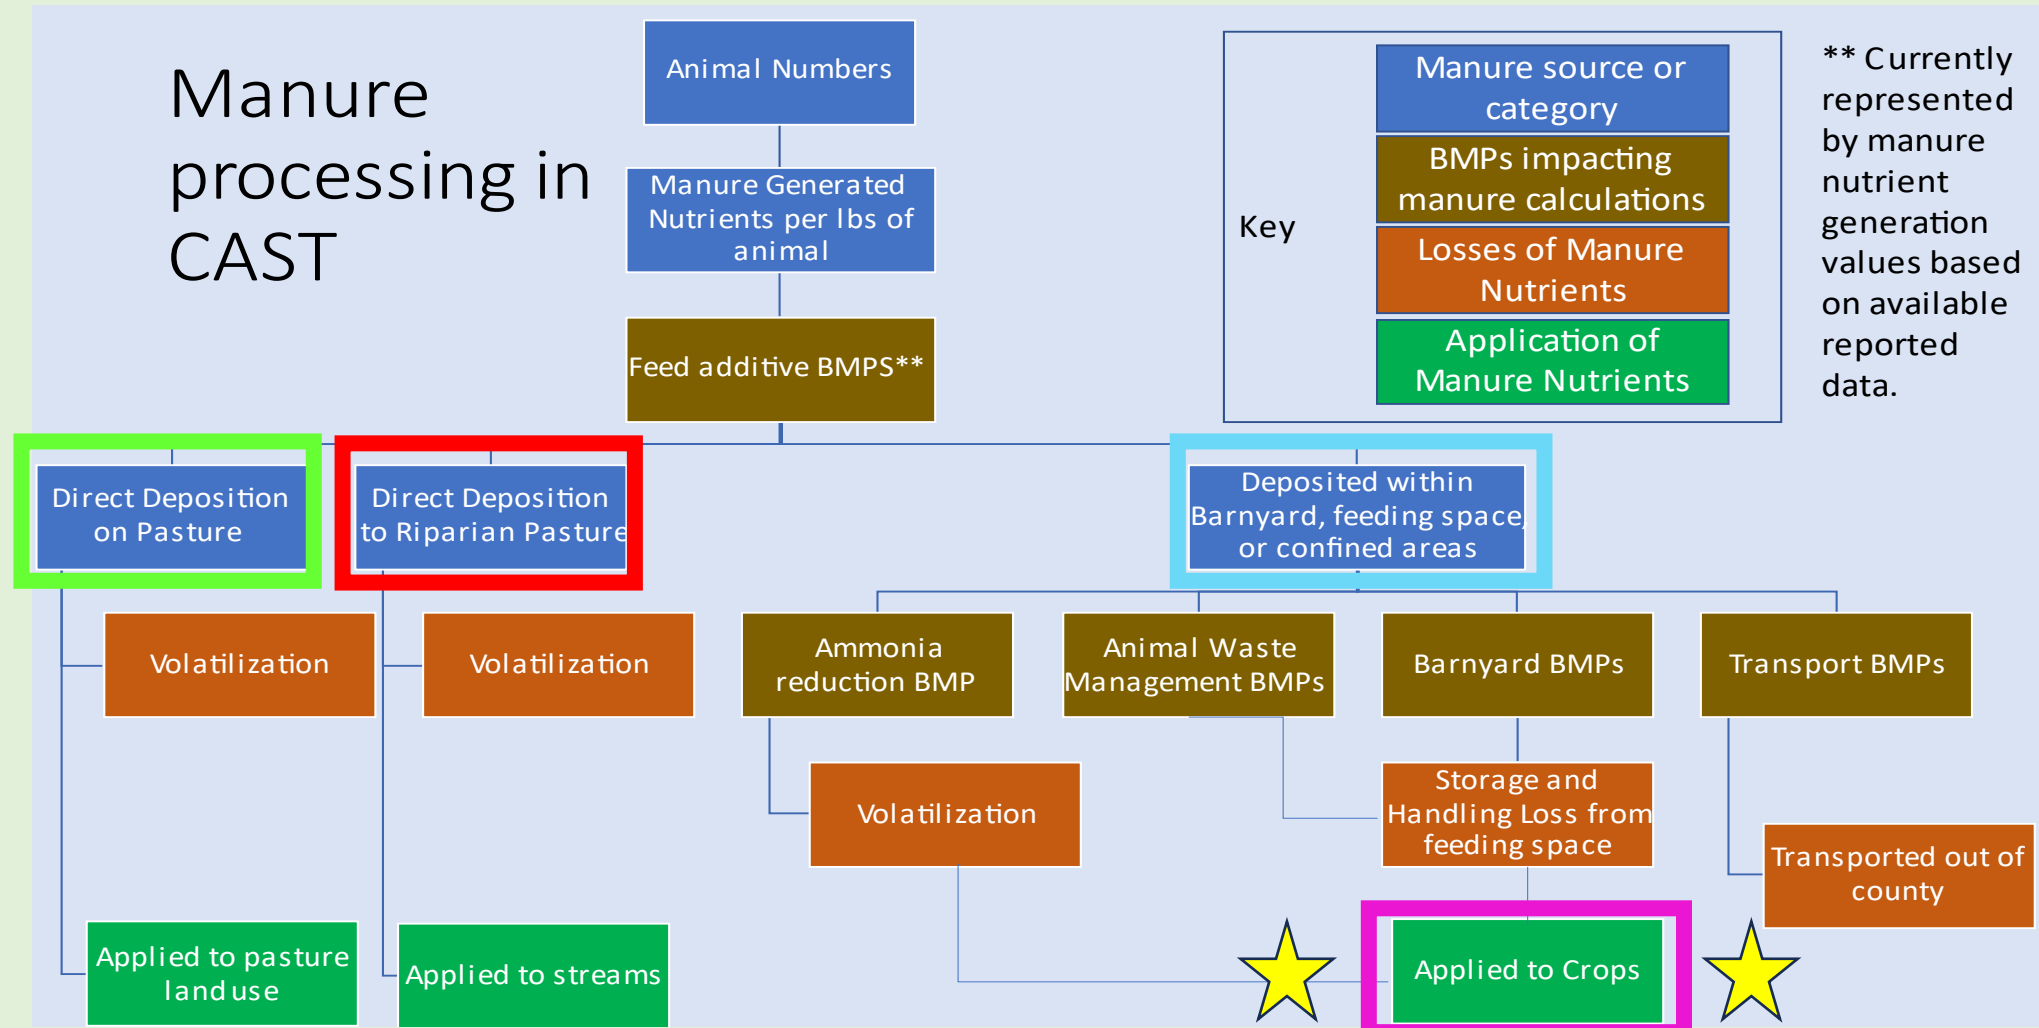 Manure
processing in
CAST
Animal Numbers
Manure Generated
Nutrients per lbs of
animal
Feed additive BMPS**
Key
Manure source or
category
BMPs impacting
manure calculations
Losses of Manure
Nutrients
Application of
Manure Nutrients
** Currently
represented
by manure
nutrient
generation
values based
on available
reported
data.
Direct Deposition
on Pasture
Direct Deposition
to Riparian Pasture
Deposited within
Barnyard, feeding space,
or confined areas
Volatilization
Volatilization
Ammonia
reduction BMP
Animal Waste
Management BMPs
Barnyard BMPs
Transport BMPs
Volatilization
Storage and
Handling Loss from
feeding space
Transported out of
county
Applied to pasture
land use
Applied to streams
Applied to Crops